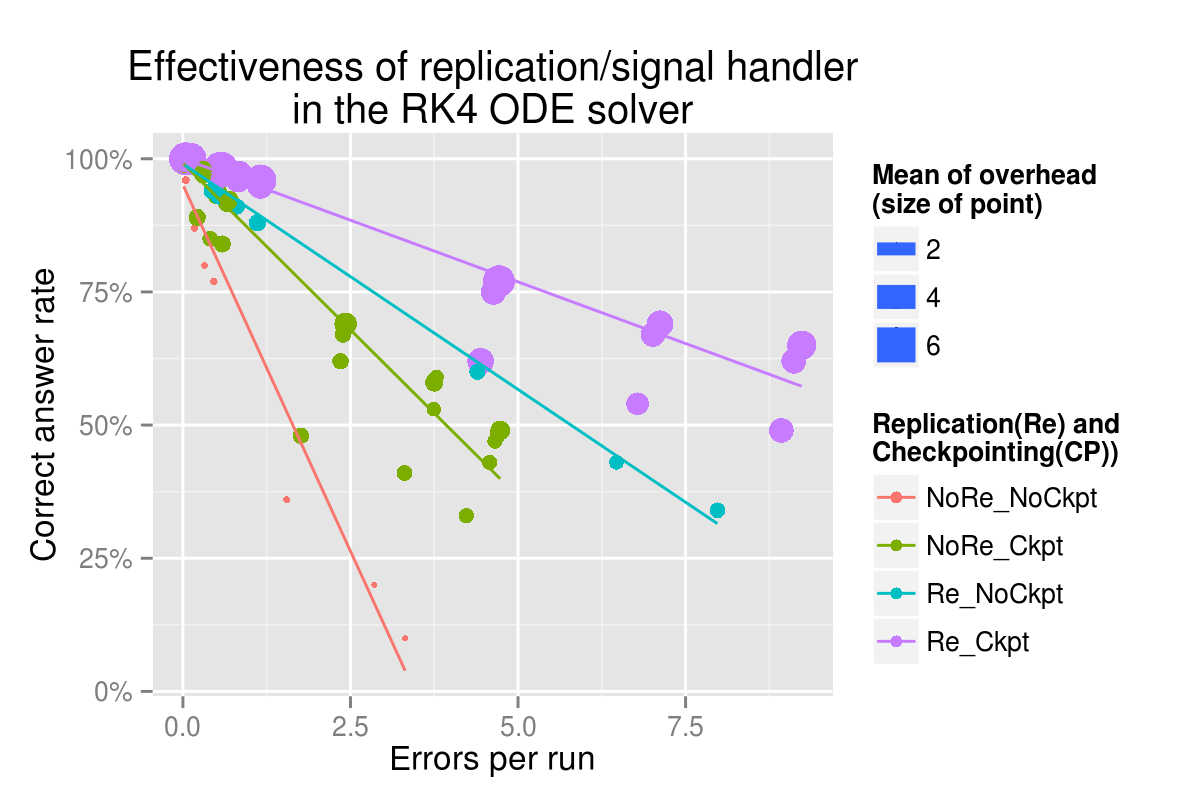 Effectiveness of replication/signal handler
in the RK4 ODE solver
100%
75%
50%
25%
0%
Correct answer rate
0.0
2.5
5.0
7.5
Errors per run
Mean of overhead
(size of point)
2
4
6
Replication(Re) and
Checkpointing(CP))
NoRe_NoCkpt
NoRe_Ckpt
Re_NoCkpt
Re_Ckpt